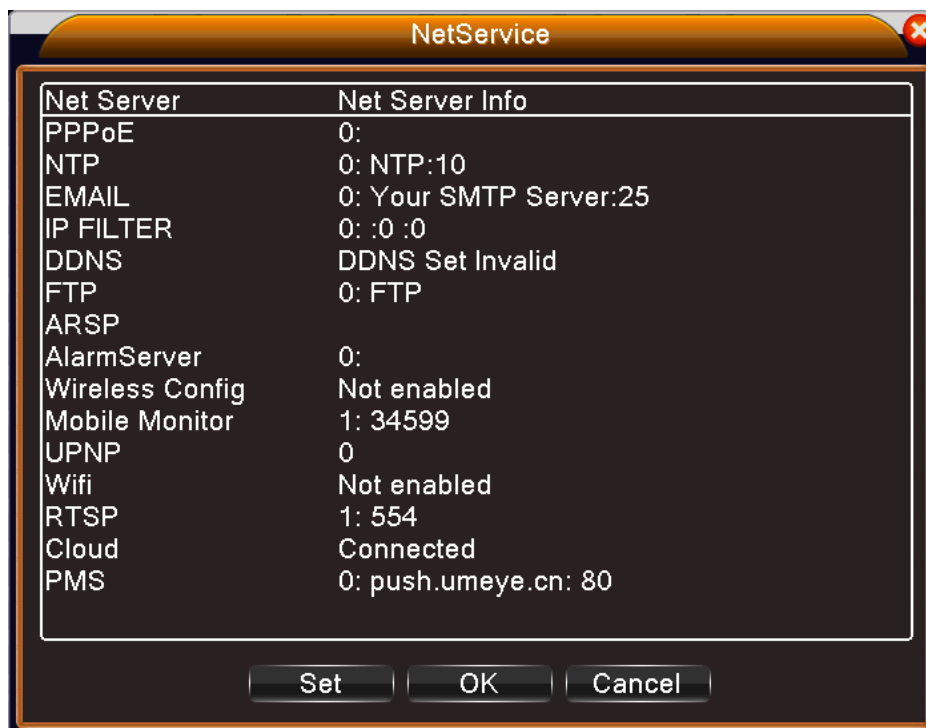 NetService
Net Server Net Server Info
PPPoE 0:
NTP 0: NTP:10
EMAIL 0: Your SMTP Server:25
IP FILTER 0: :0 :0
DDNS DDNS Set Invalid
FTP 0: FTP
ARSP
AlarmServer 0:
Wireless Config Not enabled
Mobile Monitor 1: 34599
UPNP 0
Wifi Not enabled
RTSP 1: 554
Cloud Connected
PMS 0: push.umeye.cn: 80
Set OK Cancel